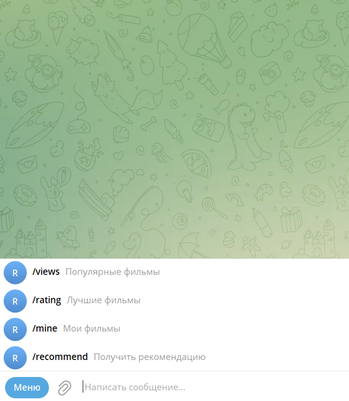 R /views Популярные фильмы
R /rating Лучшие фильмы
R /mine Мои фильмы
R /recommend Получить рекомендацию
Меню Написать сообщение...